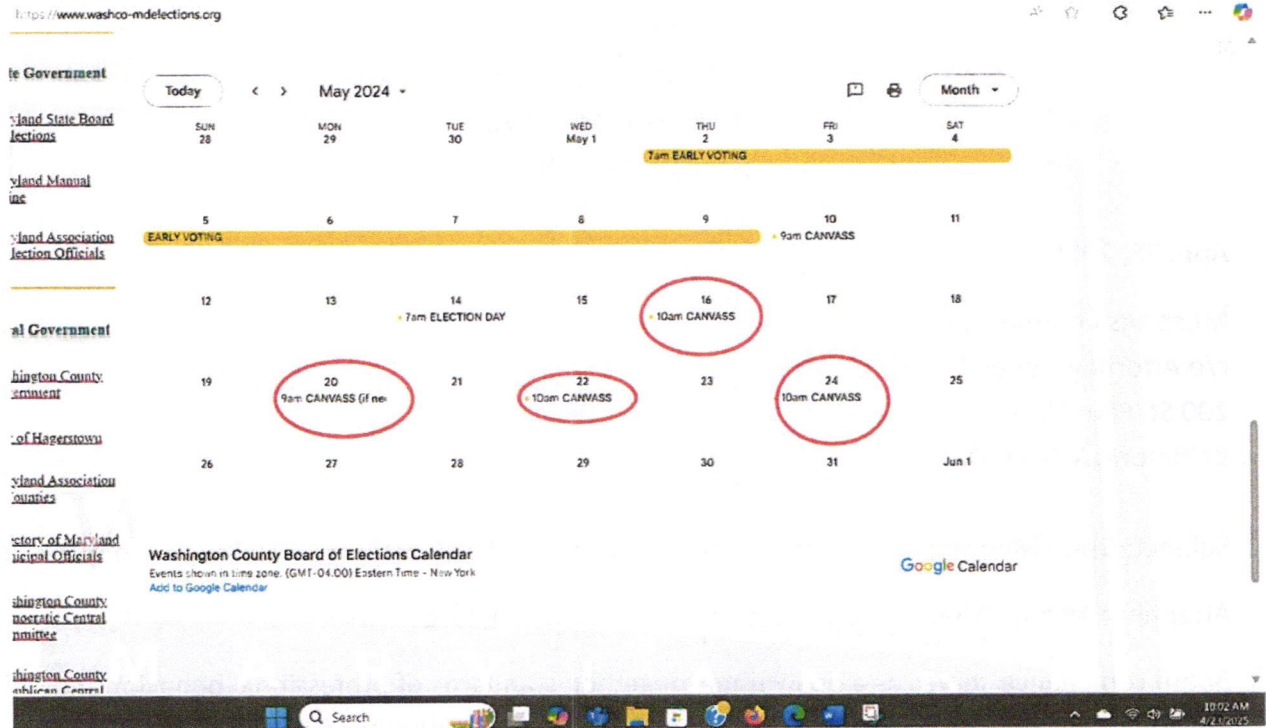 https://www.washco-mdelections.org
te Government
Today < > May 2024 Month
yland State Board
lections
SUN MON TUE WED THU FRI SAT
28 29 30 May 1 2 3 4
7am EARLY VOTING
yland Manual
ine
5 6 7 8 9 10 11
EARLY VOTING 9am CANVASS
yland Association
lection Officials
12 13 14 15 16 17 18
7am ELECTION DAY 10am CANVASS
al Government
hington County
ernment
19 20 21 22 23 24 25
9am CANVASS (if ne 10am CANVASS 10am CANVASS
of Hagerstown
26 27 28 29 30 31 Jun 1
yland Association
ounties
ectory of Maryland
icipal Officials
Washington County Board of Elections Calendar
Events shown in time zone: (GMT-04:00) Eastern Time - New York
Add to Google Calendar
Google Calendar
shington County
mocratic Central
mmittee
hington County
ublican Central
Search
10:02 AM
4/23/2025